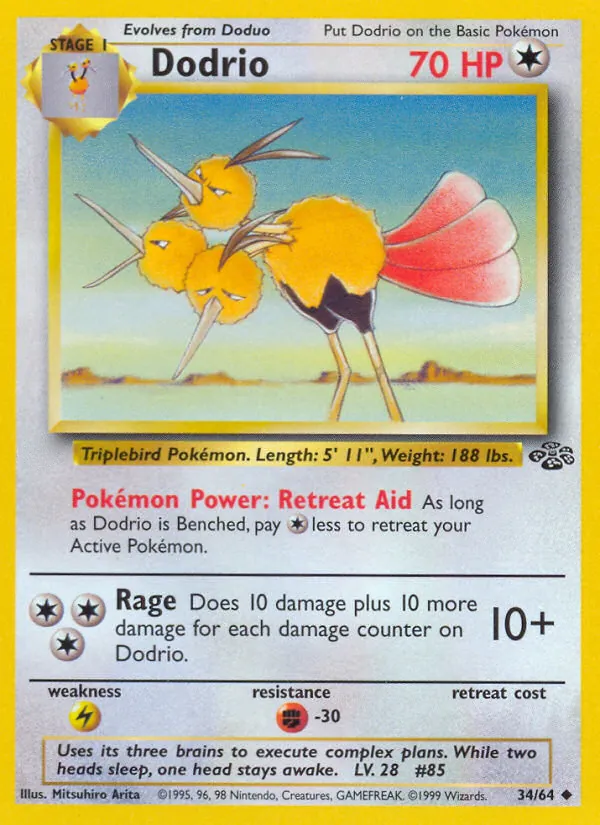 Evolves from Doduo
Put Dodrio on the Basic Pokémon
STAGE 1
Dodrio
70 HP
Triplebird Pokémon. Length: 5' 11", Weight: 188 lbs.
Pokémon Power: Retreat Aid As long
as Dodrio is Benched, pay less to retreat your
Active Pokémon.
Rage Does 10 damage plus 10 more
damage for each damage counter on
Dodrio.
10+
weakness
resistance
retreat cost
-30
Uses its three brains to execute complex plans. While two
heads sleep, one head stays awake. LV. 28 #85
Illus. Mitsuhiro Arita ©1995, 96, 98 Nintendo, Creatures, GAMEFREAK. ©1999 Wizards. 34/64